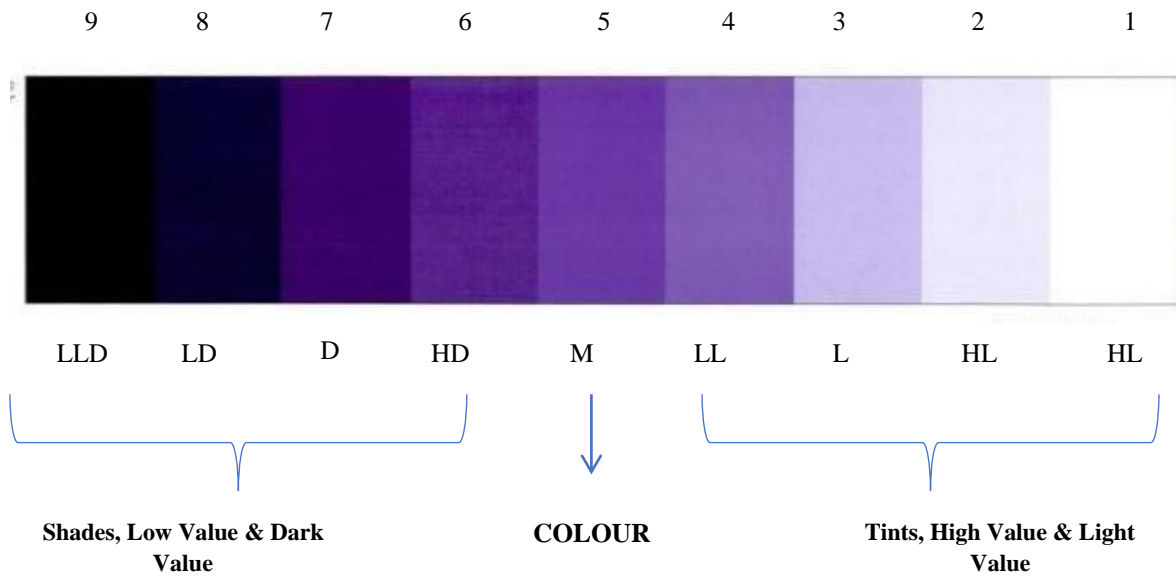 9 8 7 6 5 4 3 2 1
LLD LD D HD M LL L HL HL
Shades, Low Value & Dark
Value
COLOUR
Tints, High Value & Light
Value